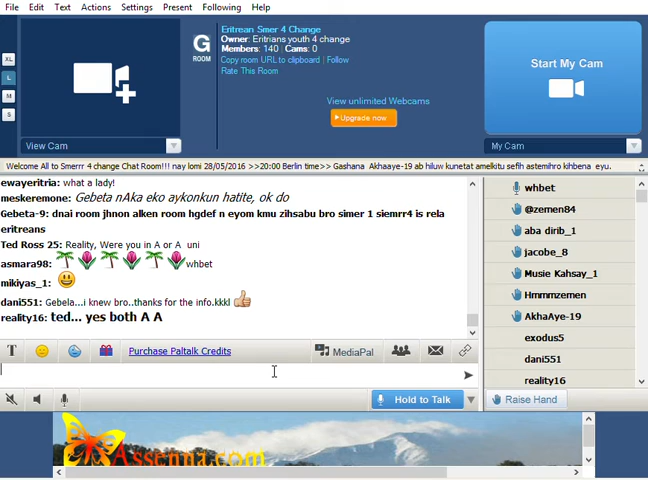 File Edit Text Actions Settings Present Following Help
XL
L
M
S
View Cam
G
ROOM
Eritrean Smer 4 Change
Owner: Eritrians youth 4 change
Members: 140 | Cams: 0
Copy room URL to clipboard | Follow
Rate This Room
View unlimited Webcams
Upgrade now
Start My Cam
My Cam
Welcome All to Smerrr 4 change Chat Room!!! nay lomi 28/05/2016 >>20:00 Berlin time>> Gashana Akhaaye-19 ab hiluw kunetat amelkitu sefih astemihro kihbena eyu.
ewayeritria: what a lady!
meskeremone: Gebeta nAka eko aykonkun hatite, ok do
Gebeta-9: dnai room jhnon alken room hgdef n eyom kmu zihsabu bro simer 1 siemrr4 is rela
eritreans
Ted Ross 25: Reality, Were you in A or A uni
asmara98: whbet
mikiyas_1:
dani551: Gebela...i knew bro..thanks for the info.kkkl
reality16: ted... yes both A A
whbet
@zemen84
aba dirib_1
jacobe_8
Musie Kahsay_1
Hmmmzemen
AkhaAye-19
exodus5
dani551
reality16
T Purchase Paltalk Credits MediaPal
Hold to Talk
Raise Hand
Assenna.com